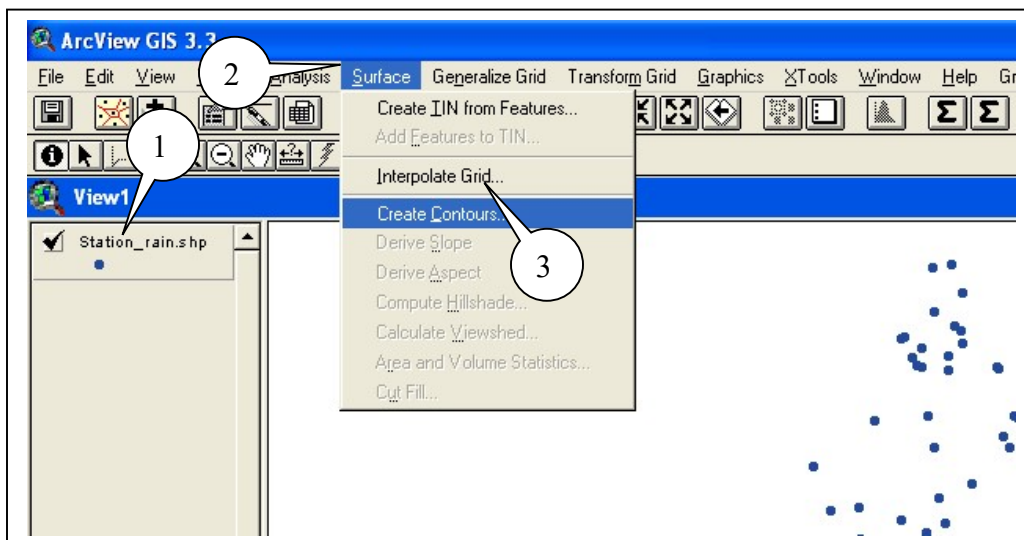 ArcView GIS 3.3
File Edit View Analysis Surface Generalize Grid Transform Grid Graphics XTools Window Help Gr
2
Create TIN from Features...
Add Features to TIN...
1
Interpolate Grid...
View1
Create Contours...
Station_rain.shp
Derive Slope
3
Derive Aspect
Compute Hillshade...
Calculate Viewshed...
Area and Volume Statistics...
Cut Fill...
Σ Σ